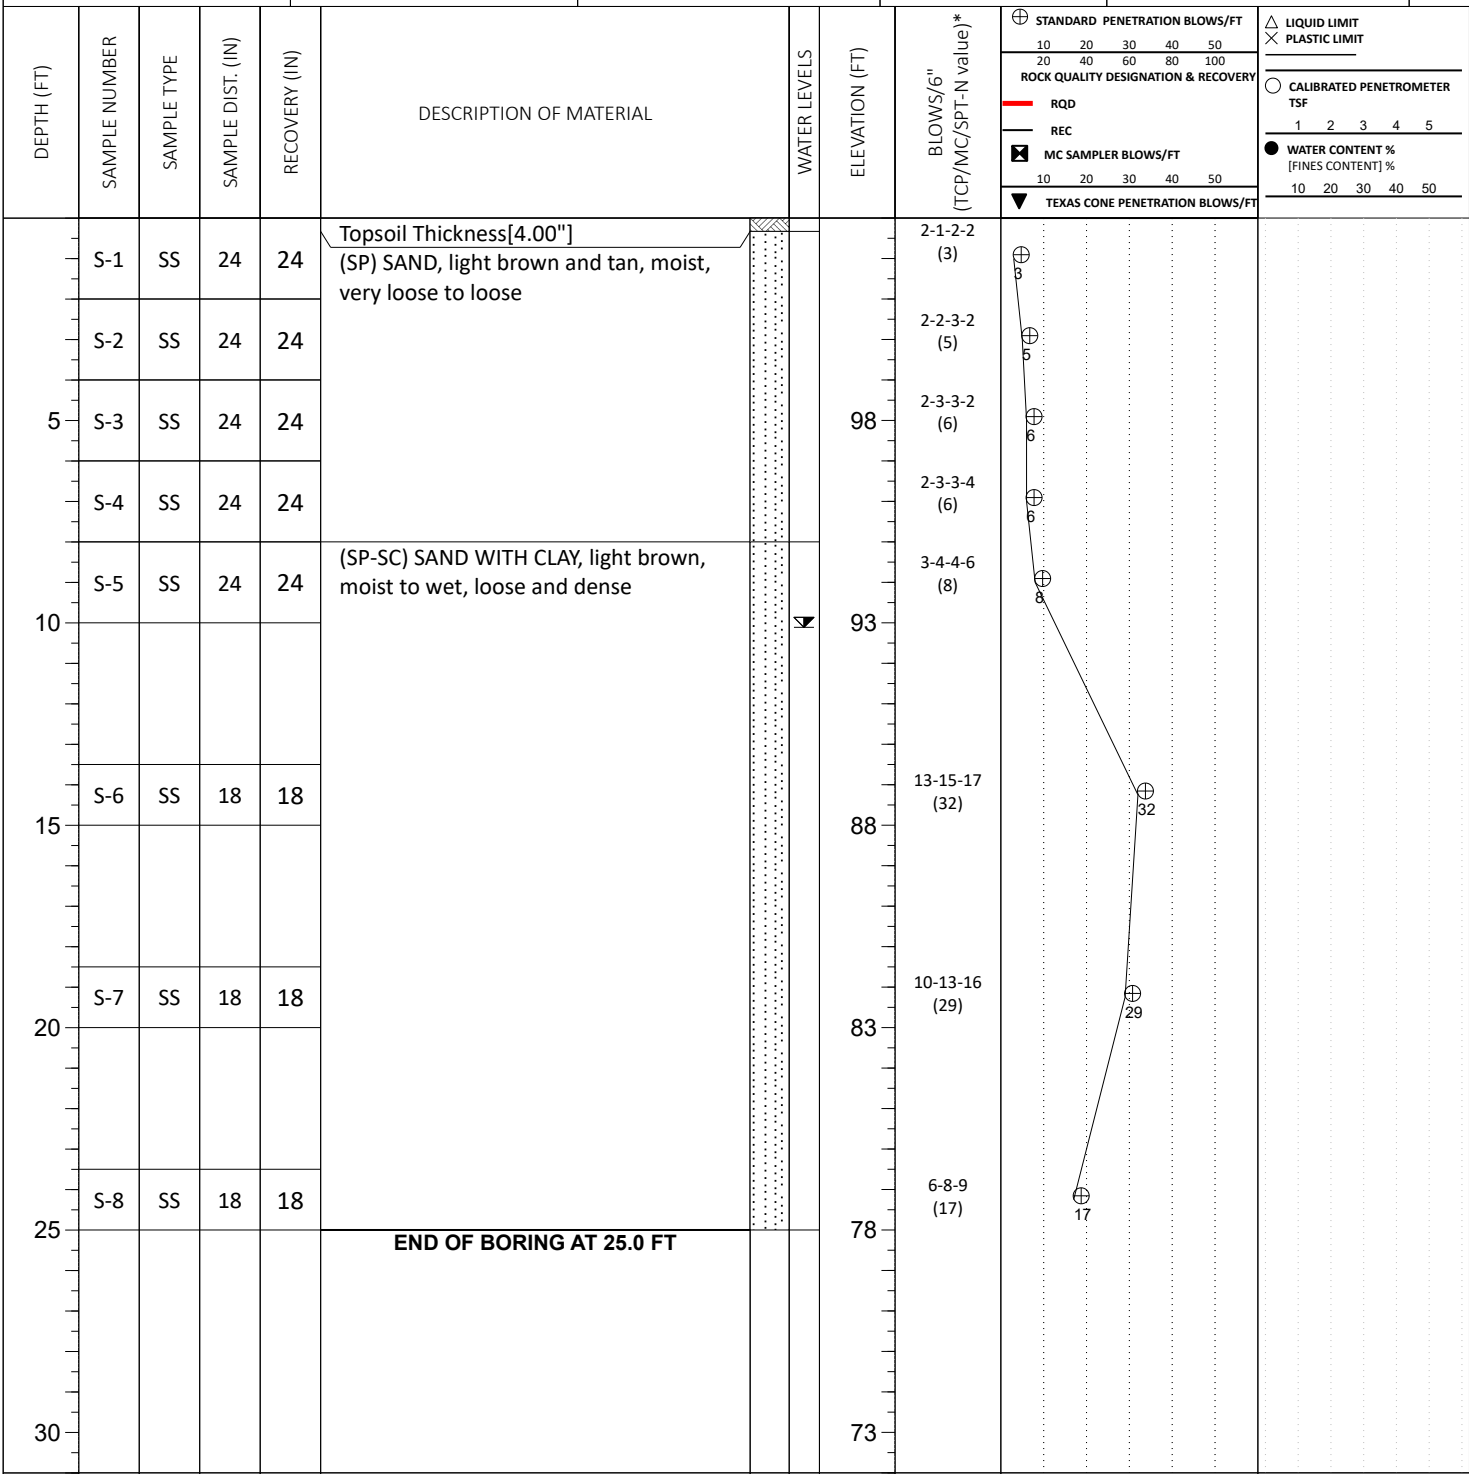 DEPTH (FT)
SAMPLE NUMBER
SAMPLE TYPE
SAMPLE DIST. (IN)
RECOVERY (IN)
DESCRIPTION OF MATERIAL
WATER LEVELS
ELEVATION (FT)
BLOWS/6"
(TCP/MC/SPT-N value)*
STANDARD PENETRATION BLOWS/FT
10 20 30 40 50
20 40 60 80 100
ROCK QUALITY DESIGNATION & RECOVERY
RQD
REC
MC SAMPLER BLOWS/FT
10 20 30 40 50
TEXAS CONE PENETRATION BLOWS/FT
LIQUID LIMIT
PLASTIC LIMIT
CALIBRATED PENETROMETER
TSF
1 2 3 4 5
WATER CONTENT %
[FINES CONTENT] %
10 20 30 40 50
Topsoil Thickness[4.00"]
2-1-2-2
S-1 SS 24 24
(SP) SAND, light brown and tan, moist,
very loose to loose
(3)
3
2-2-3-2
S-2 SS 24 24
(5)
5
2-3-3-2
5 S-3 SS 24 24 98
(6)
6
2-3-3-4
S-4 SS 24 24
(6)
6
(SP-SC) SAND WITH CLAY, light brown,
moist to wet, loose and dense
3-4-4-6
S-5 SS 24 24
(8)
8
10 93
13-15-17
S-6 SS 18 18
(32)
32
15 88
10-13-16
S-7 SS 18 18
(29)
29
20 83
6-8-9
S-8 SS 18 18
(17)
17
25 78
END OF BORING AT 25.0 FT
30 73